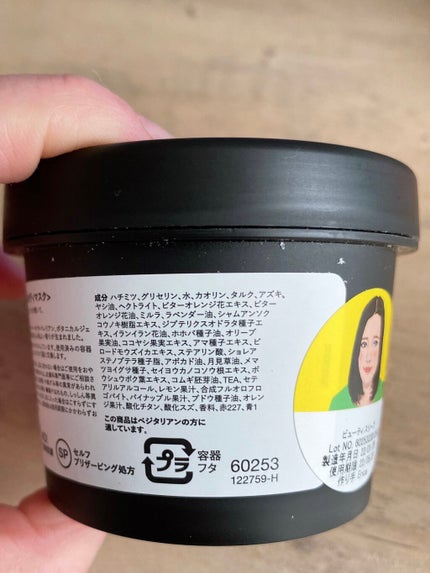 ディマスク>
成分 ハチミツ、グリセリン、水、カオリン、タルク、アズキ、
ヤシ油、ヘクトライト、ビターオレンジ花エキス、ビター
オレンジ花油、ミルラ、ラベンダー油、シャムアンソク
コウノキ樹脂エキス、ジプテリクスオドラタ種子エ
キス、イランイラン花油、ホホバ種子油、オリーブ
果実油、ココヤシ果実エキス、アマ種子エキス、ビ
ロードモウズイカエキス、ステアリン酸、ショレア
ステノプテラ種子脂、アボカド油、月見草油、メマ
ツヨイグサ種子、セイヨウカノコソウ根エキス、ボ
ウシュウボク葉エキス、コムギ胚芽油、TEA、セテ
アリルアルコール、レモン果汁、合成フルオロフロ
ゴパイト、パイナップル果汁、ブドウ種子油、オレン
ジ果汁、酸化チタン、酸化スズ、香料、赤227、青1
この商品はベジタリアンの方に
適しています。
SP セルフ
プリザービング処方
プラ
容器
フタ
60253
122759-H
ビューティスリープ
Lot NO:
製造年月日
使用期限
作り手